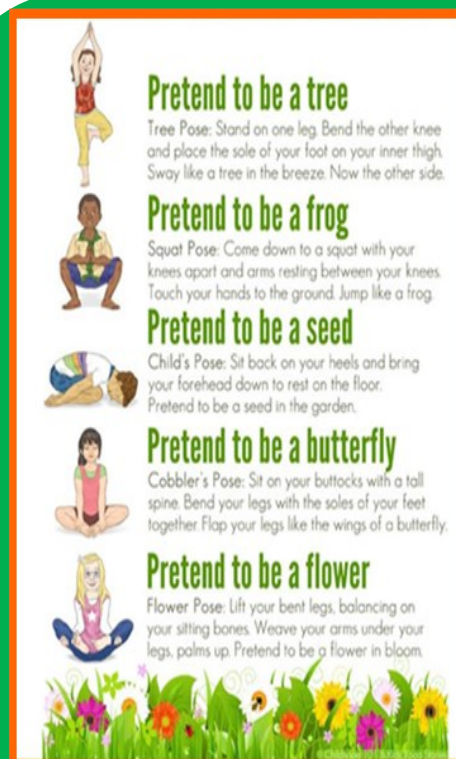 Pretend to be a tree
Tree Pose: Stand on one leg. Bend the other knee
and place the sole of your foot on your inner thigh.
Sway like a tree in the breeze. Now the other side.
Pretend to be a frog
Squat Pose: Come down to a squat with your
knees apart and arms resting between your knees.
Touch your hands to the ground. Jump like a frog.
Pretend to be a seed
Child's Pose: Sit back on your heels and bring
your forehead down to rest on the floor.
Pretend to be a seed in the garden.
Pretend to be a butterfly
Cobbler's Pose: Sit on your buttocks with a tall
spine. Bend your legs with the soles of your feet
together. Flap your legs like the wings of a butterfly.
Pretend to be a flower
Flower Pose: Lift your bent legs, balancing on
your sitting bones. Weave your arms under your
legs, palms up. Pretend to be a flower in bloom.